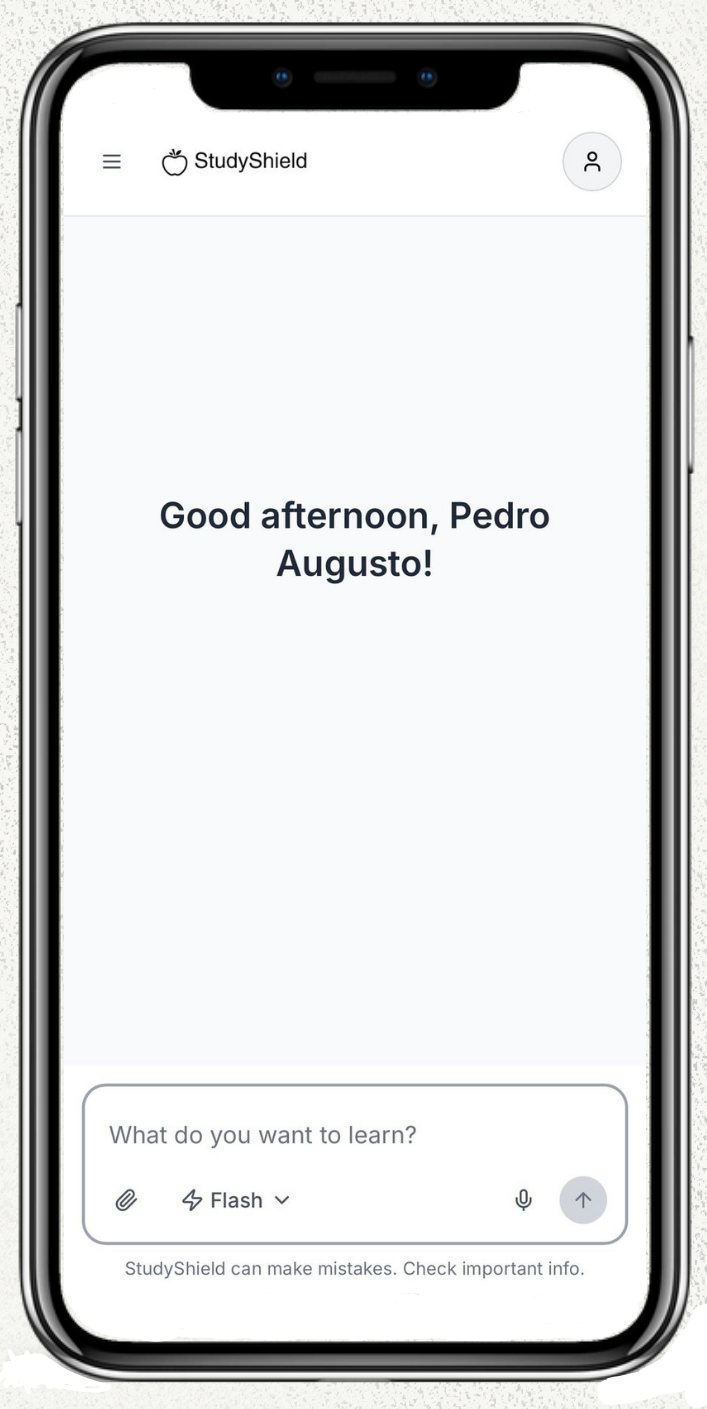 StudyShield
Good afternoon, Pedro
Augusto!
What do you want to learn?
Flash
StudyShield can make mistakes. Check important info.